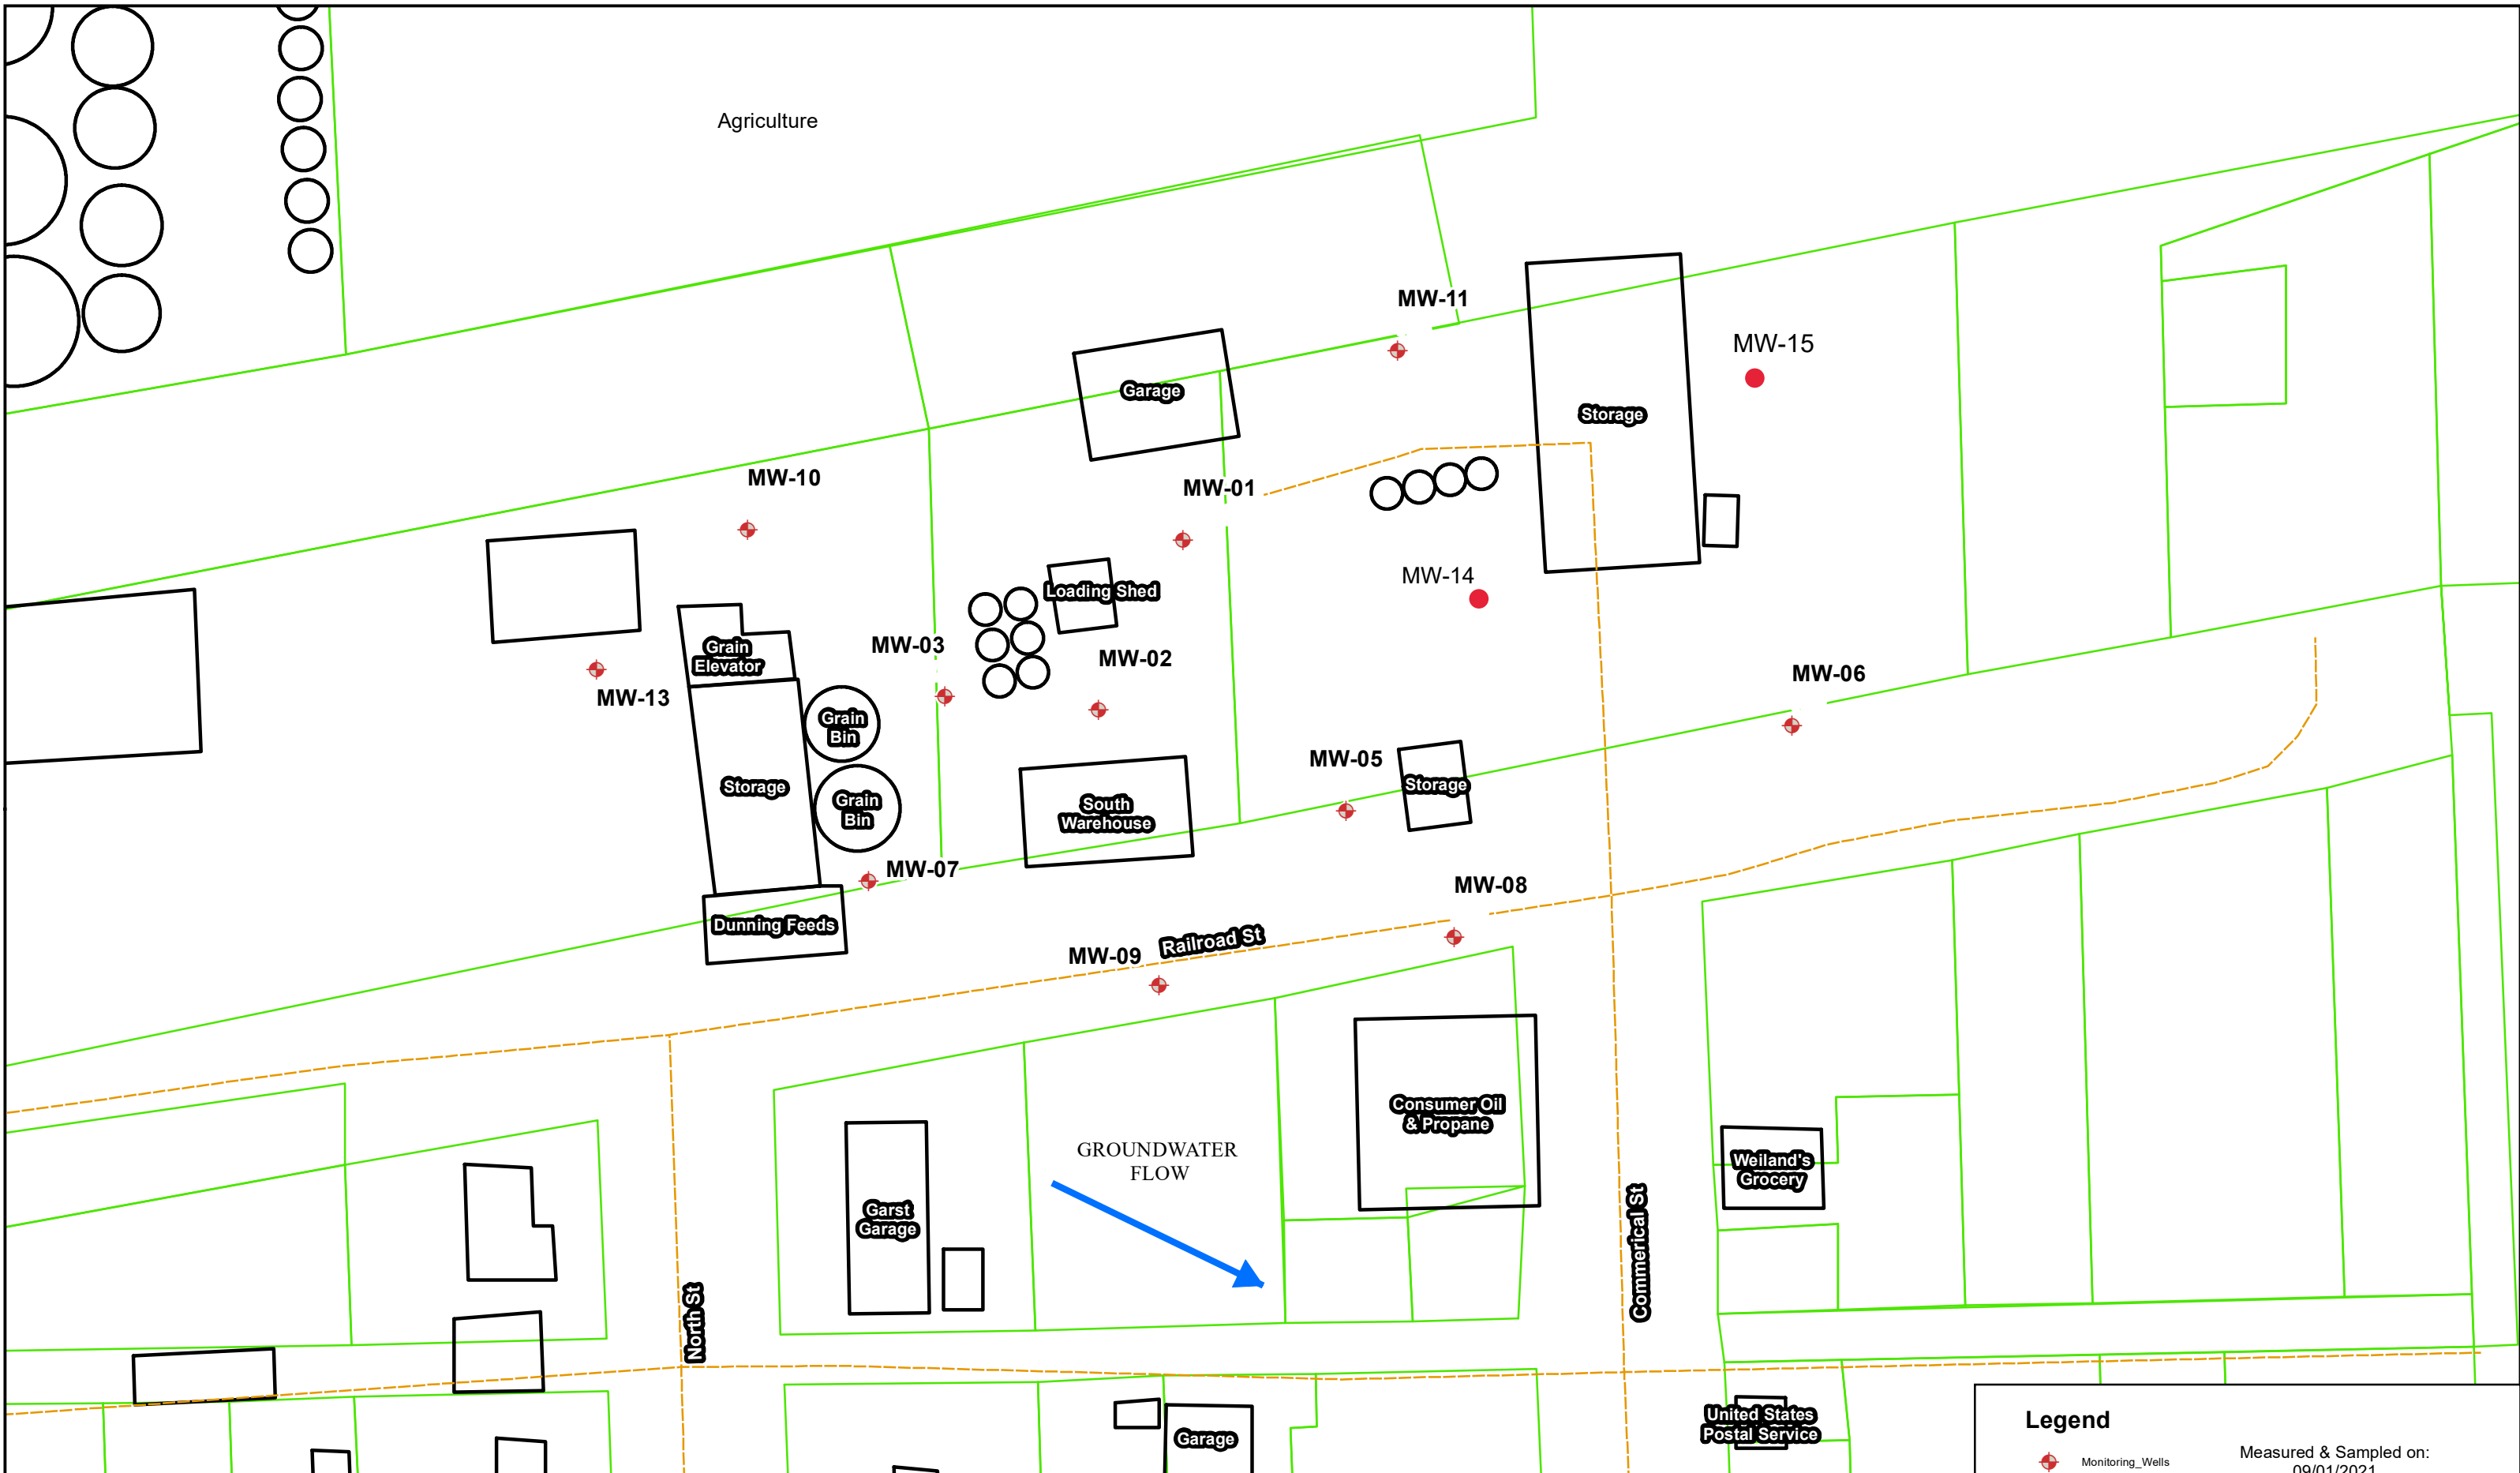 Agriculture
MW-11
MW-15
Garage
Storage
MW-10
MW-01
MW-14
Loading Shed
Grain
Elevator
MW-03
MW-02
MW-13
MW-06
Grain
Bin
MW-05
Storage
Storage
Grain
Bin
South
Warehouse
MW-07
MW-08
Dunning Feeds
Railroad St
MW-09
Consumer Oil
& Propane
GROUNDWATER
FLOW
Weiland's
Grocery
Garst
Garage
Commerical St
North St
United States
Postal Service
Garage
Legend
Monitoring_Wells
Measured & Sampled on:
09/01/2021